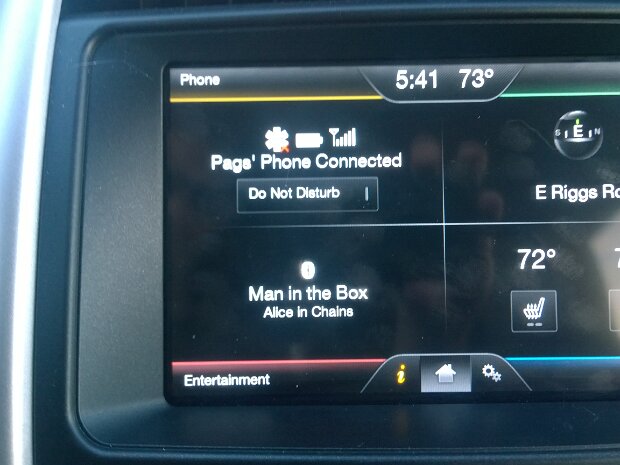 Phone
5:41 73°
S E N
Pags' Phone Connected
Do Not Disturb
E Riggs
Man in the Box
Alice in Chains
72°
Entertainment
i